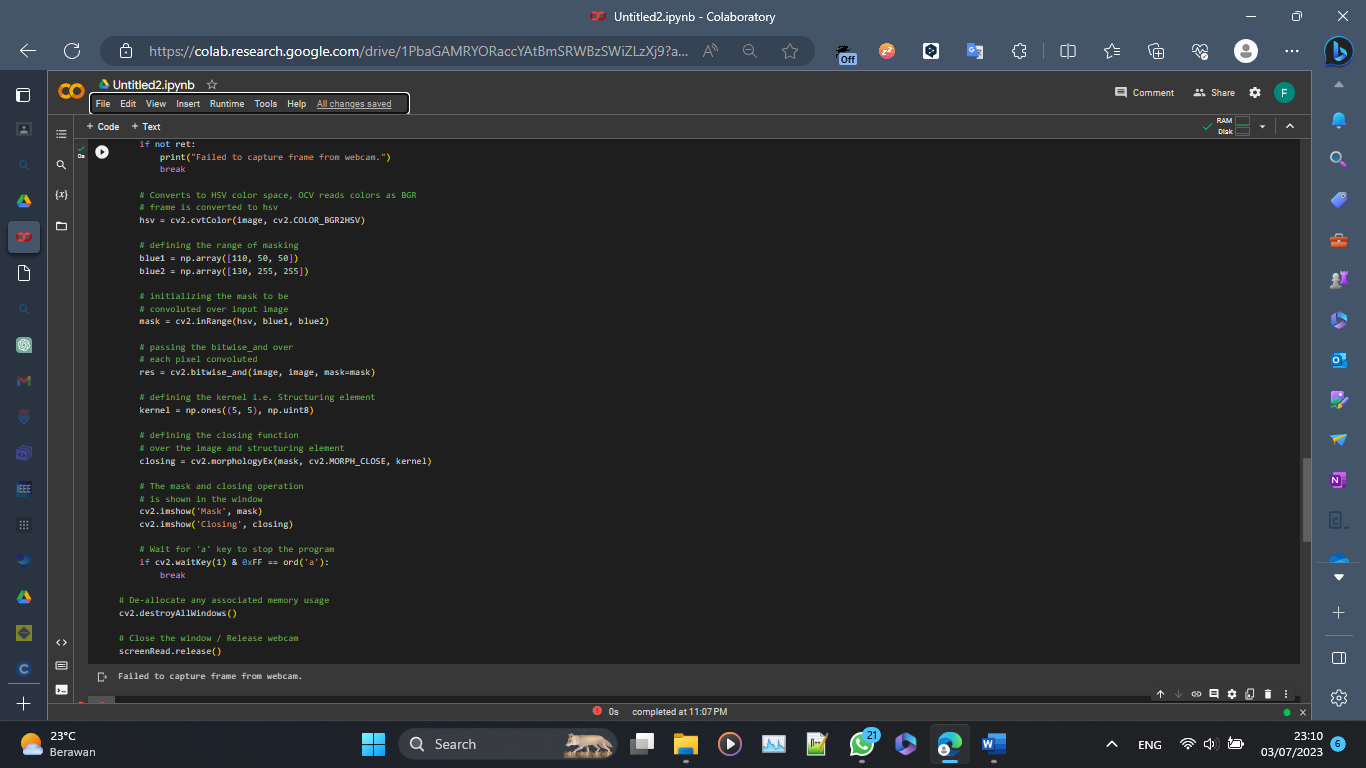 Untitled2.ipynb - Colaboratory
https://colab.research.google.com/drive/1PbaGAMRYORaccYAtBmSRWBzSWiZLzXj9?a...
Off
Untitled2.ipynb
File Edit View Insert Runtime Tools Help All changes saved
Comment Share F
+ Code + Text
RAM
Disk
0s
if not ret:
print("Failed to capture frame from webcam.")
break
# Converts to HSV color space, OCV reads colors as BGR
# frame is converted to hsv
hsv = cv2.cvtColor(image, cv2.COLOR_BGR2HSV)
# defining the range of masking
blue1 = np.array([110, 50, 50])
blue2 = np.array([130, 255, 255])
# initializing the mask to be
# convoluted over input image
mask = cv2.inRange(hsv, blue1, blue2)
# passing the bitwise_and over
# each pixel convoluted
res = cv2.bitwise_and(image, image, mask=mask)
# defining the kernel i.e. Structuring element
kernel = np.ones((5, 5), np.uint8)
# defining the closing function
# over the image and structuring element
closing = cv2.morphologyEx(mask, cv2.MORPH_CLOSE, kernel)
# The mask and closing operation
# is shown in the window
cv2.imshow('Mask', mask)
cv2.imshow('Closing', closing)
# Wait for 'a' key to stop the program
if cv2.waitKey(1) & 0xFF == ord('a'):
break
# De-allocate any associated memory usage
cv2.destroyAllWindows()
# Close the window / Release webcam
screenRead.release()
Failed to capture frame from webcam.
0s completed at 11:07 PM
23°C
Berawan
Search
21
ENG
23:10
03/07/2023
6